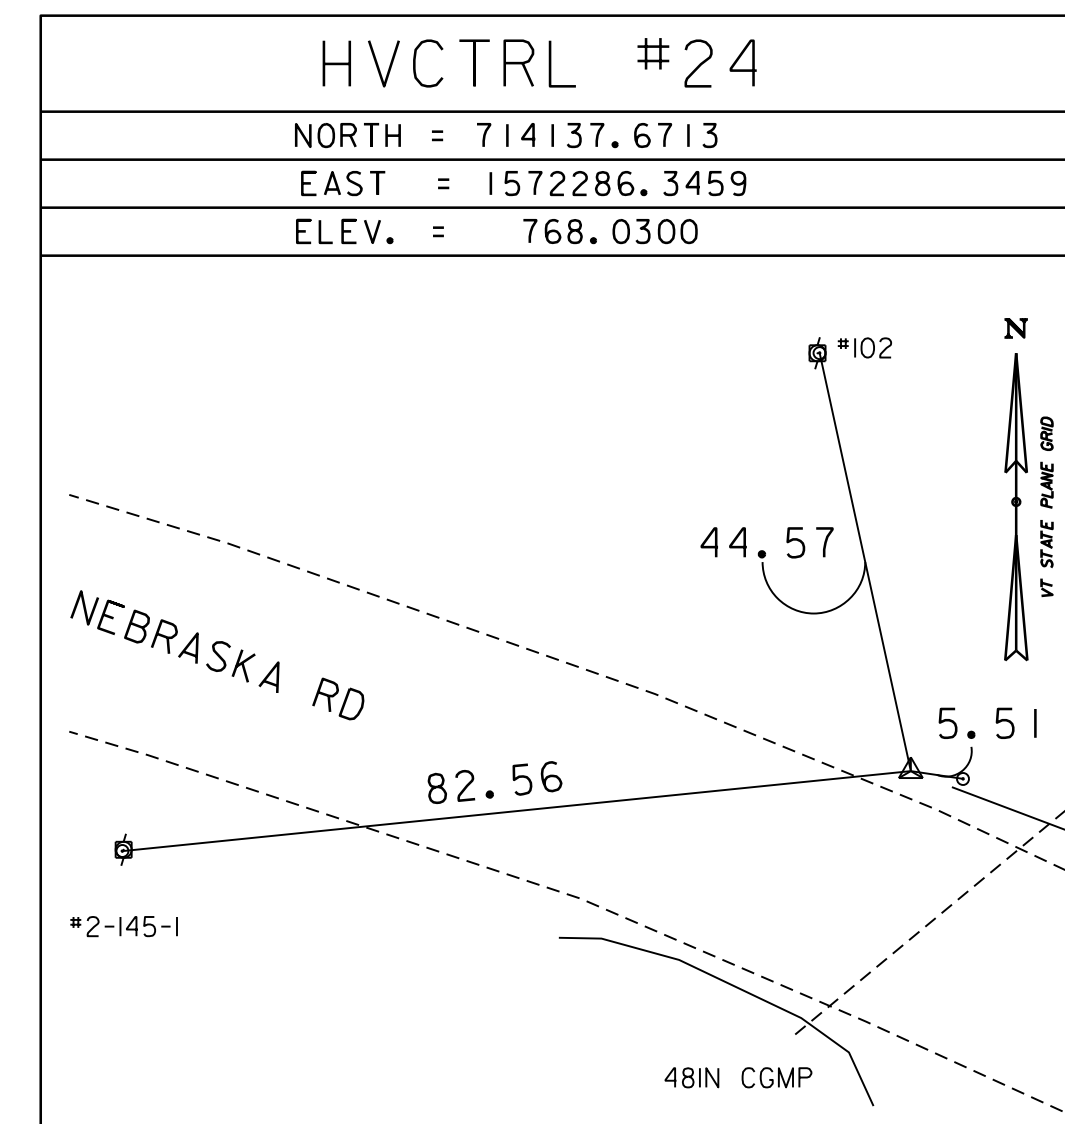 HVCTRL #24
NORTH = 714137.6713
EAST = 1572286.3459
ELEV. = 768.0300
N
#102
VT STATE PLANE GRID
44.57
NEBRASKA RD
5.51
82.56
#2-145-1
48IN CGMP